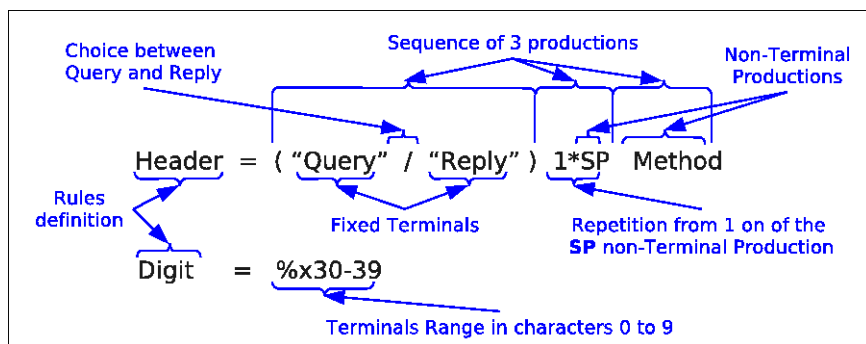 Choice between
Query and Reply
Sequence of 3 productions
Non-Terminal
Productions
Header = ( “Query” / “Reply” ) 1*SP Method
Rules
definition
Fixed Terminals
Repetition from 1 on of the
SP non-Terminal Production
Digit = %x30-39
Terminals Range in characters 0 to 9